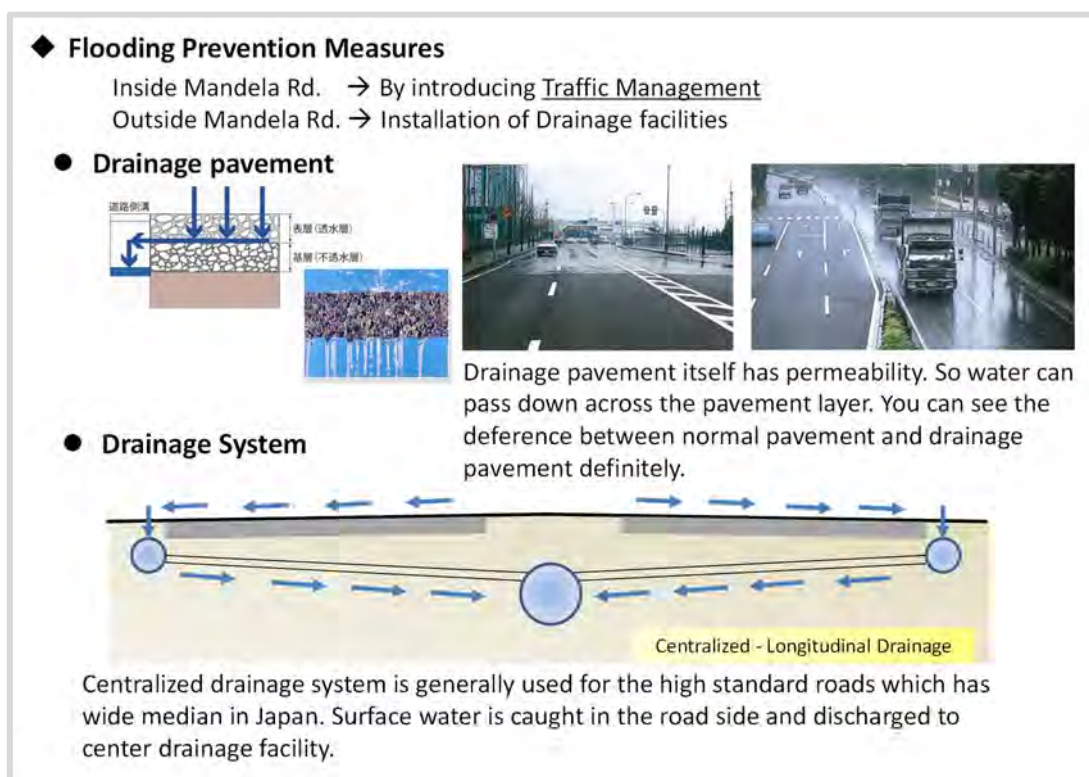 ◆ Flooding Prevention Measures
Inside Mandela Rd. → By introducing Traffic Management
Outside Mandela Rd. → Installation of Drainage facilities
● Drainage pavement
道路側溝
表層(透水層)
基層(不透水層)
Drainage pavement itself has permeability. So water can
pass down across the pavement layer. You can see the
deference between normal pavement and drainage
pavement definitely.
● Drainage System
Centralized - Longitudinal Drainage
Centralized drainage system is generally used for the high standard roads which has
wide median in Japan. Surface water is caught in the road side and discharged to
center drainage facility.